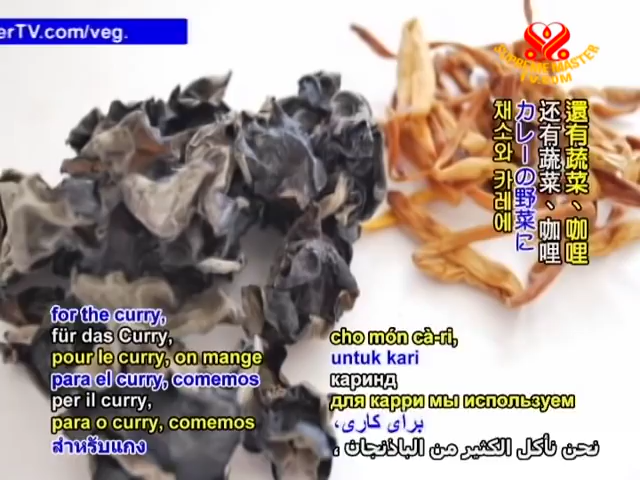 erTV.com/veg.
SUPREME MASTER
TV.COM
還有蔬菜、咖哩
还有蔬菜、咖哩
カレーの野菜に
채소와 카레에
for the curry,
für das Curry,
pour le curry, on mange
para el curry, comemos
per il curry,
para o curry, comemos
สำหรับแกง
cho món cà-ri,
untuk kari
каринд
для карри мы используем
برای کاری،
نحن نأكل الكثير من الباذنجان ،